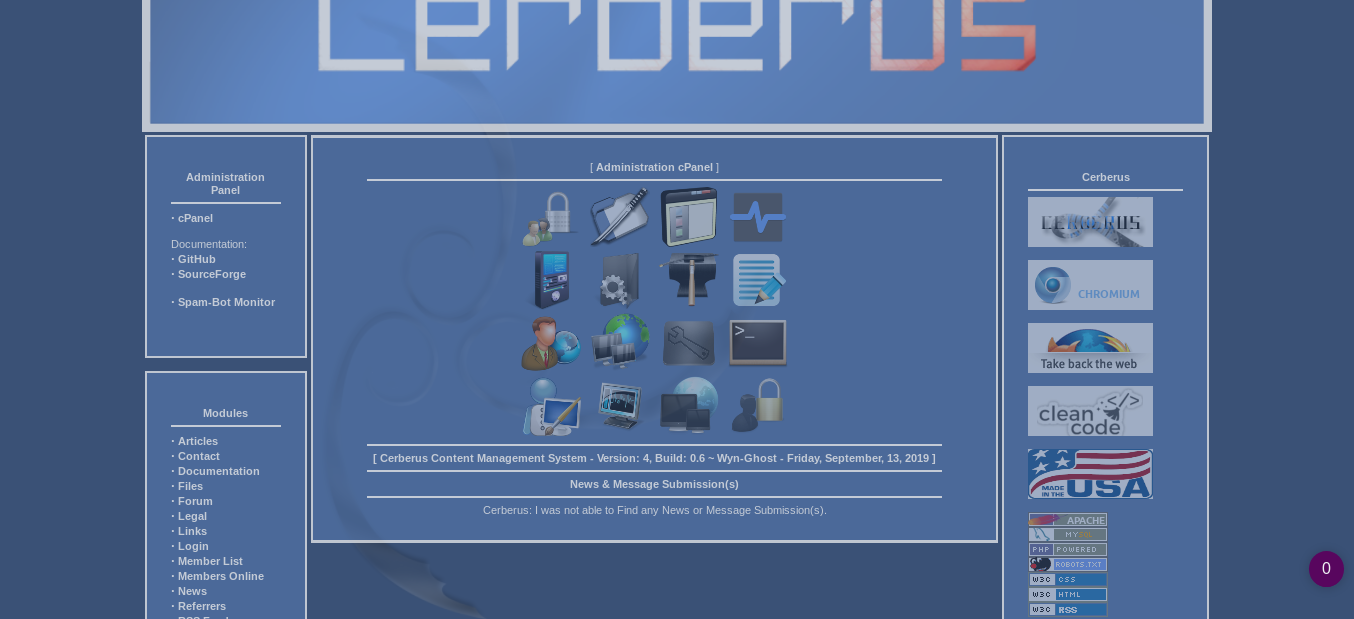 Cerberus
Administration
Panel
· cPanel
Documentation:
· GitHub
· SourceForge
· Spam-Bot Monitor
Modules
· Articles
· Contact
· Documentation
· Files
· Forum
· Legal
· Links
· Login
· Member List
· Members Online
· News
· Referrers
[ Administration cPanel ]
>_
[ Cerberus Content Management System - Version: 4, Build: 0.6 ~ Wyn-Ghost - Friday, September, 13, 2019 ]
News & Message Submission(s)
Cerberus: I was not able to Find any News or Message Submission(s).
Cerberus
CERBERUS
CHROMIUM
Take back the web
clean </>
code
MADE
IN THE USA
APACHE
PHP POWERED
ROBOTS.TXT
W3C CSS
W3C HTML
W3C RSS
0